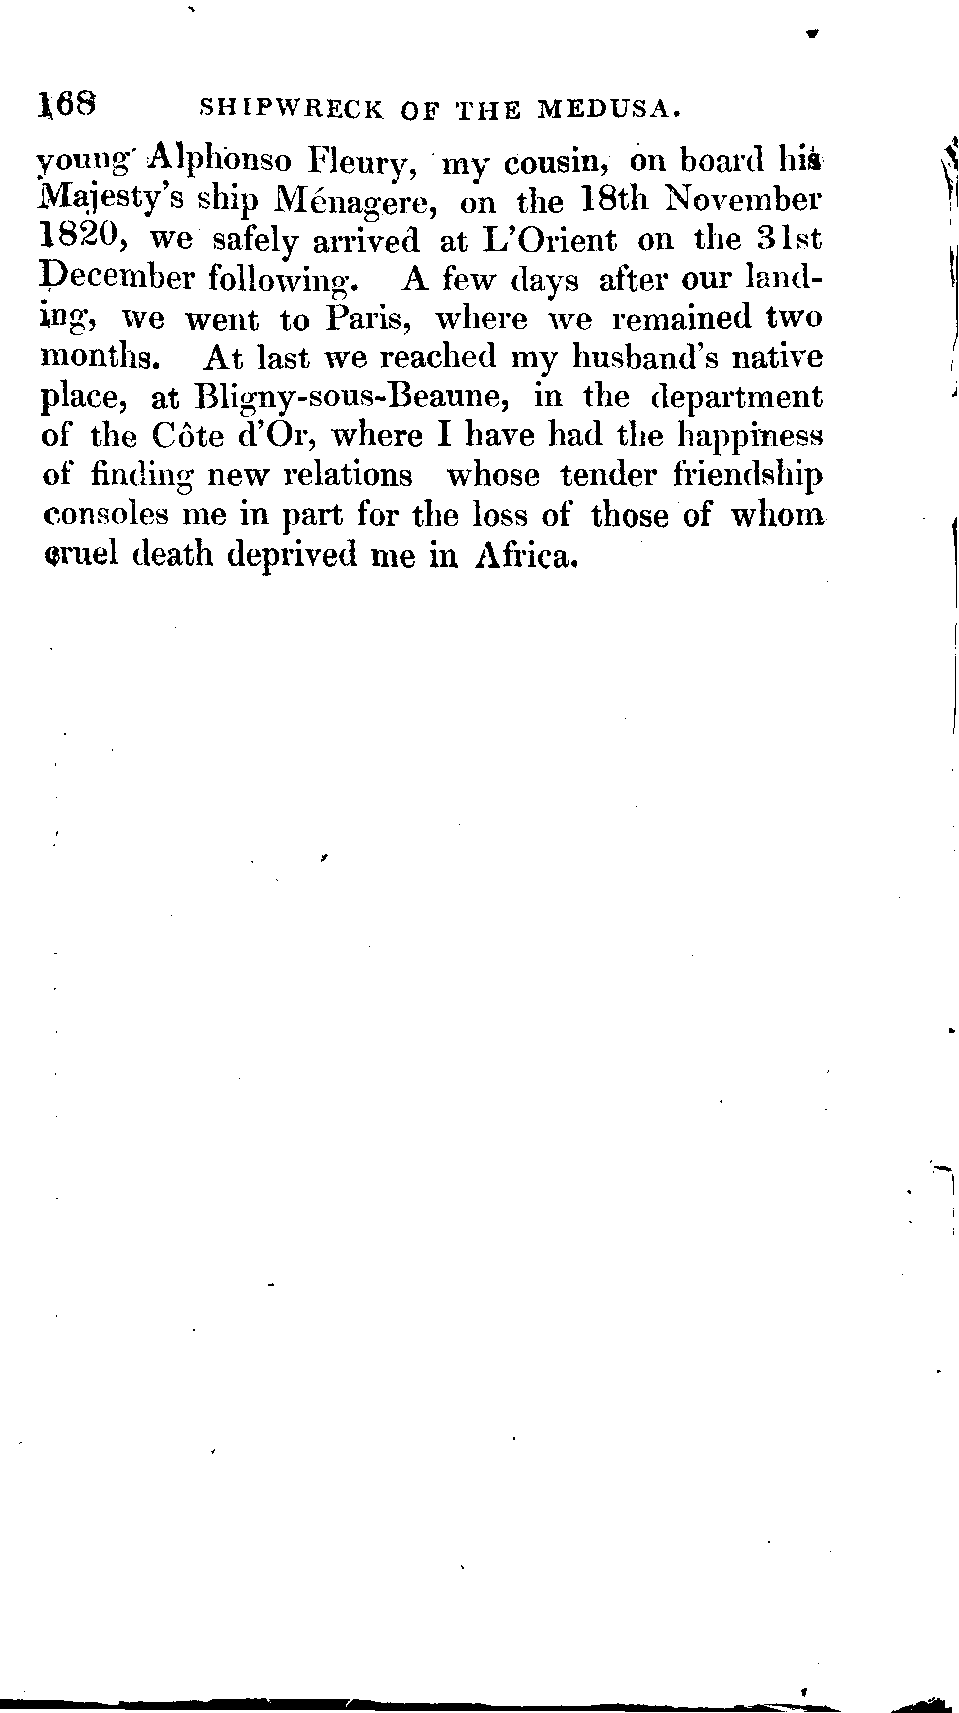 168 SHIPWRECK OF THE MEDUSA.
young Alphonso Fleury, my cousin, on board his
Majesty's ship Ménagere, on the 18th November
1820, we safely arrived at L'Orient on the 31st
December following. A few days after our land-
ing, we went to Paris, where we remained two
months. At last we reached my husband's native
place, at Bligny-sous-Beaune, in the department
of the Côte d'Or, where I have had the happiness
of finding new relations whose tender friendship
consoles me in part for the loss of those of whom
cruel death deprived me in Africa.